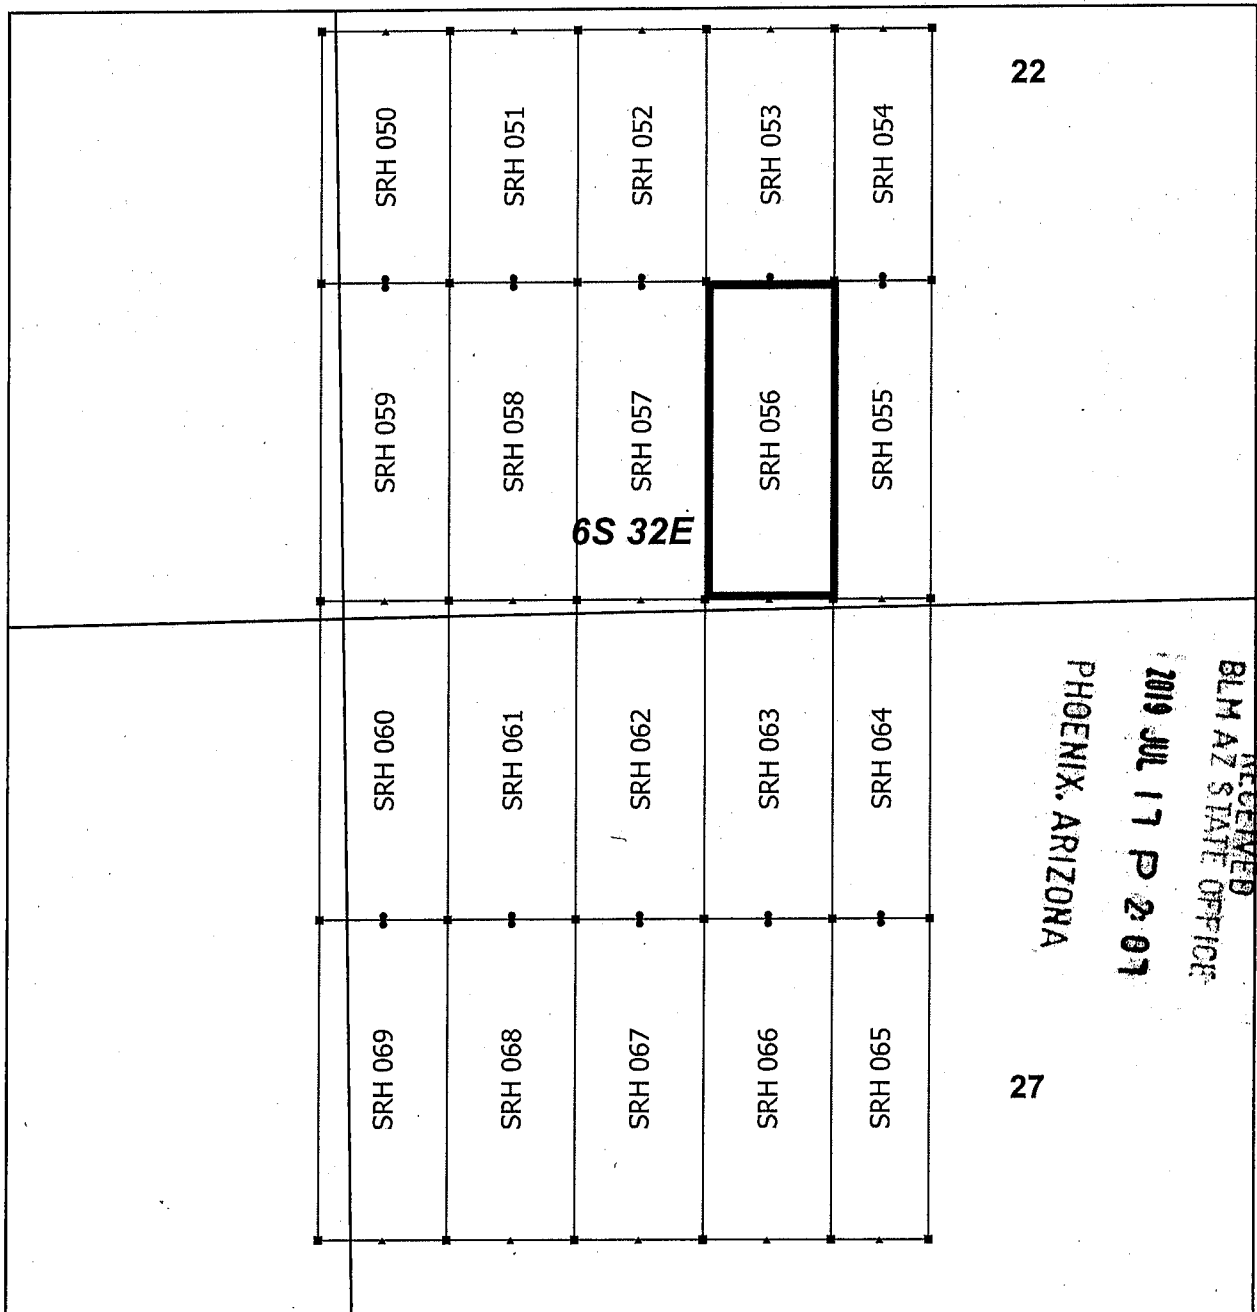 22
SRH 050
SRH 051
SRH 052
SRH 053
SRH 054
SRH 059
SRH 058
SRH 057
SRH 056
SRH 055
6S 32E
SRH 060
SRH 061
SRH 062
SRH 063
SRH 064
RECEIVED
BLM AZ STATE OFFICE
2019 JUL 17 P 2:07
PHOENIX, ARIZONA
SRH 069
SRH 068
SRH 067
SRH 066
SRH 065
27